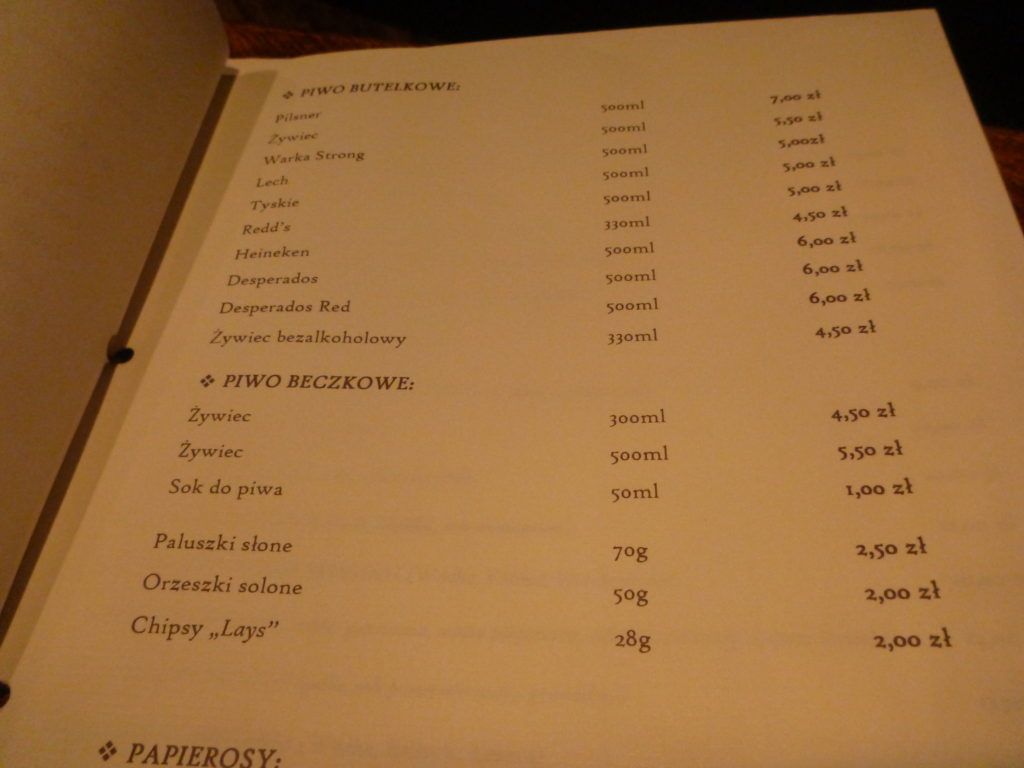 ❖ PIWO BUTELKOWE:
Pilsner 500ml 7,00 zł
Żywiec 500ml 5,50 zł
Warka Strong 500ml 5,00zł
Lech 500ml 5,00 zł
Tyskie 500ml 5,00 zł
Redd's 330ml 4,50 zł
Heineken 500ml 6,00 zł
Desperados 500ml 6,00 zł
Desperados Red 500ml 6,00 zł
Żywiec bezalkoholowy 330ml 4,50 zł
❖ PIWO BECZKOWE:
Żywiec 300ml 4,50 zł
Żywiec 500ml 5,50 zł
Sok do piwa 50ml 1,00 zł
Paluszki słone 70g 2,50 zł
Orzeszki solone 50g 2,00 zł
Chipsy „Lays” 28g 2,00 zł
❖ PAPIEROSY: